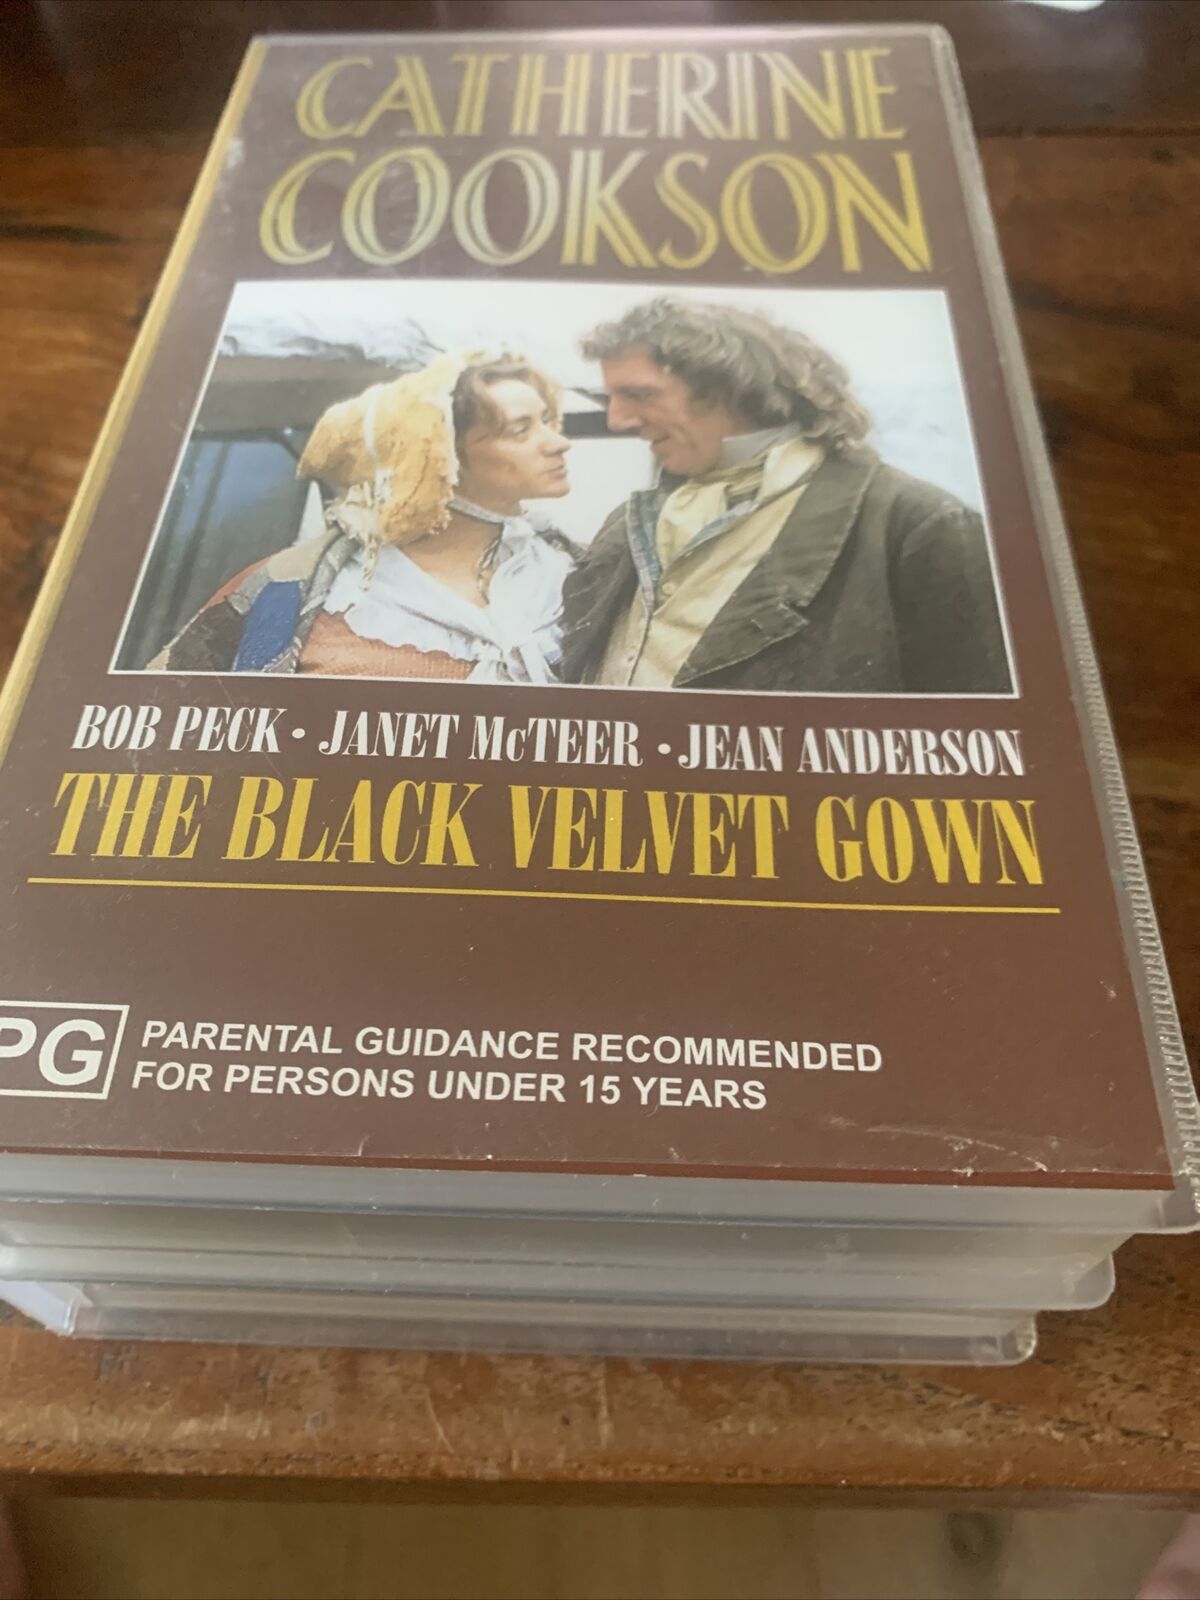 CATHERINE
COOKSON
BOB PECK • JANET McTEER • JEAN ANDERSON
THE BLACK VELVET GOWN
PG PARENTAL GUIDANCE RECOMMENDED
FOR PERSONS UNDER 15 YEARS